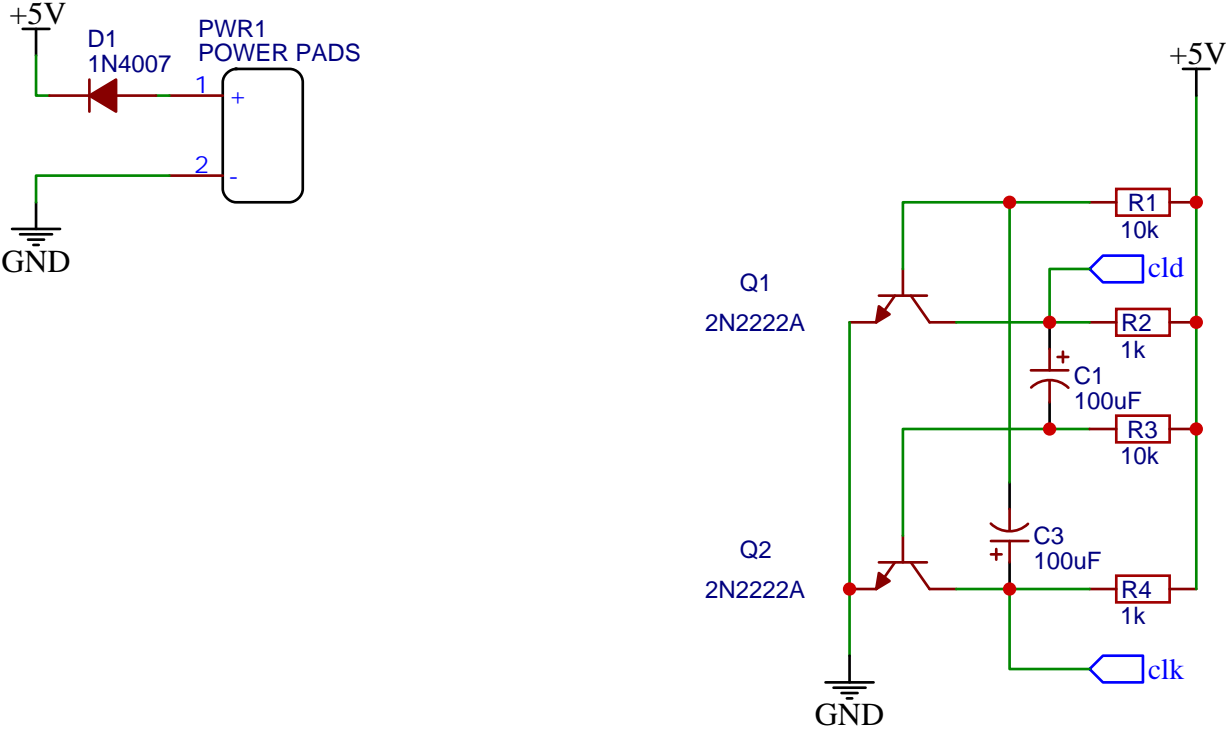 +5V
D1
1N4007
PWR1
POWER PADS
1
+
2
-
GND
+5V
R1
10k
cld
Q1
2N2222A
R2
1k
+
C1
100uF
R3
10k
Q2
2N2222A
C3
100uF
+
R4
1k
clk
GND